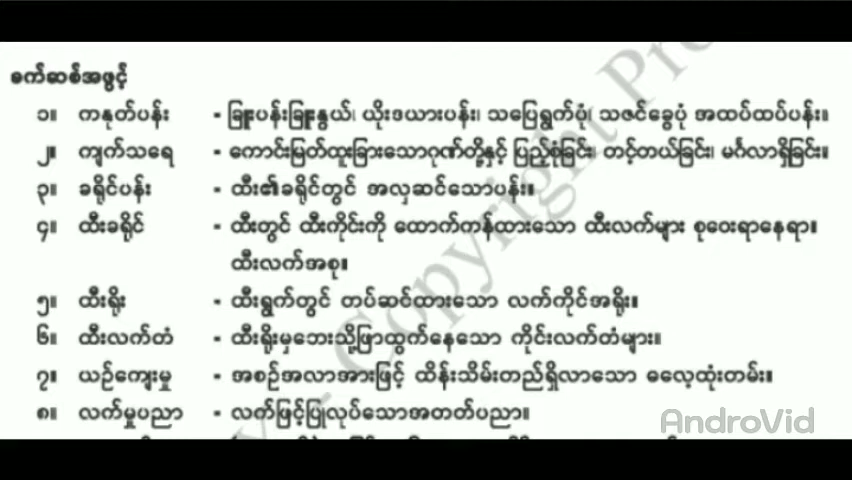 ခက်ဆစ်အဖွင့်
၁။ ကနုတ်ပန်း - ခြူးပန်းခြူးနွယ်၊ ယိုးဒယားပန်း၊ သပြေရွက်ပုံ၊ သဇင်ခွေပုံ အထပ်ထပ်ပန်း။
၂။ ကျက်သရေ - ကောင်းမြတ်ထူးခြားသောဂုဏ်တို့နှင့် ပြည့်စုံခြင်း၊ တင့်တယ်ခြင်း၊ မင်္ဂလာရှိခြင်း။
၃။ ခရိုင်ပန်း - ထီး၏ခရိုင်တွင် အလှဆင်သောပန်း။
၄။ ထီးခရိုင် - ထီးတွင် ထီးကိုင်းကို ထောက်ကန်ထားသော ထီးလက်များ စုဝေးရာနေရာ။
ထီးလက်အစု။
၅။ ထီးရိုး - ထီးရွက်တွင် တပ်ဆင်ထားသော လက်ကိုင်အရိုး။
၆။ ထီးလက်တံ - ထီးရိုးမှဘေးသို့ဖြာထွက်နေသော ကိုင်းလက်တံများ။
၇။ ယဉ်ကျေးမှု - အစဉ်အလာအားဖြင့် ထိန်းသိမ်းတည်ရှိလာသော ဓလေ့ထုံးတမ်း။
၈။ လက်မှုပညာ - လက်ဖြင့်ပြုလုပ်သောအတတ်ပညာ။
AndroVid